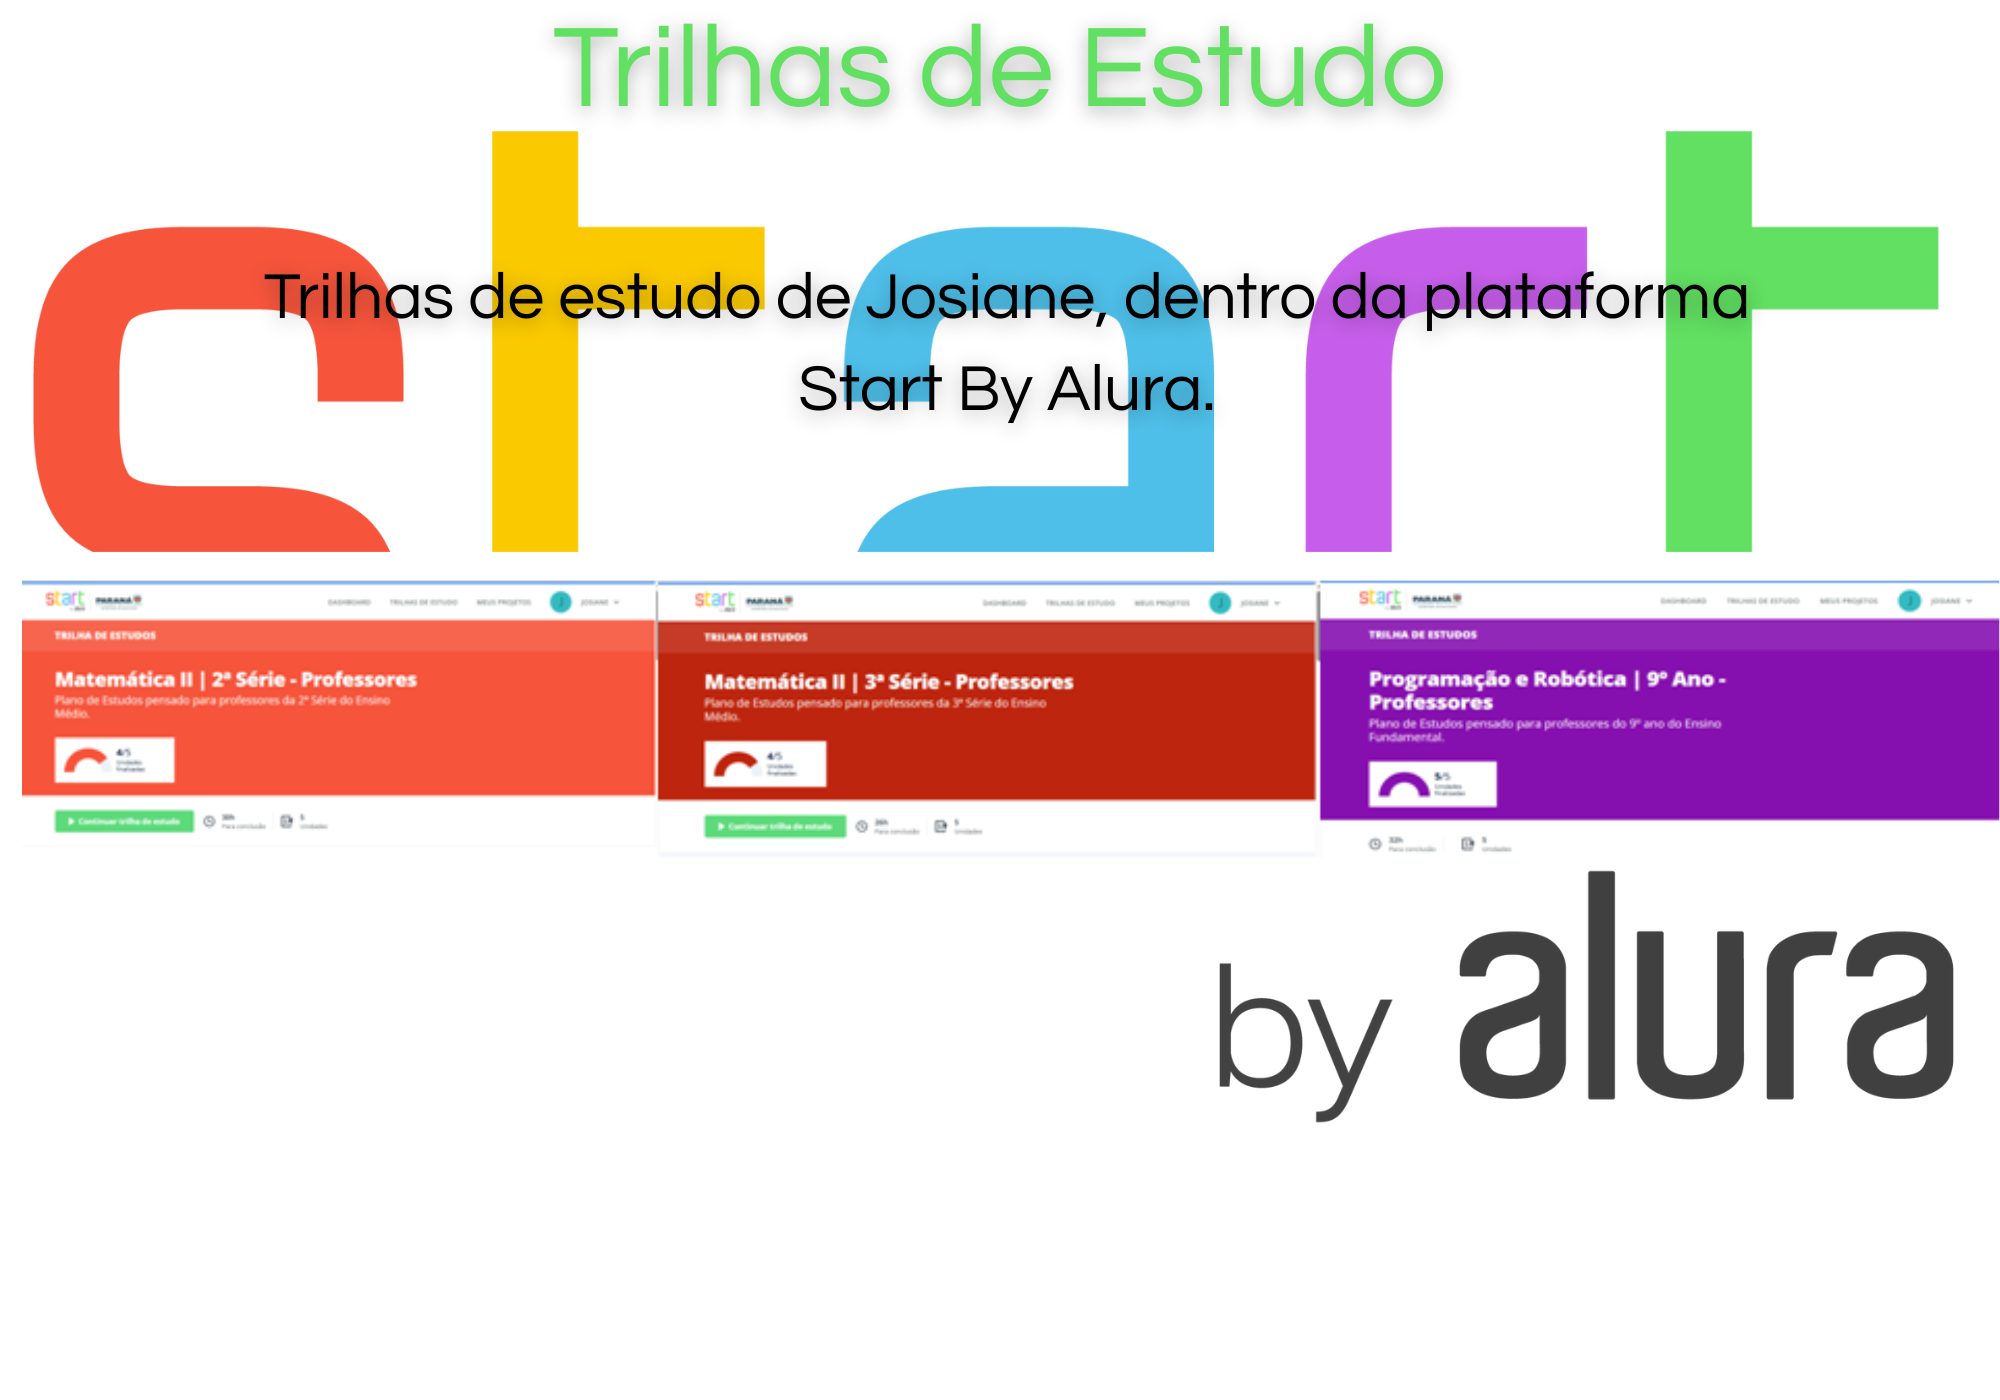 Trilhas de Estudo
start
Trilhas de estudo de Josiane, dentro da plataforma
Start By Alura.
start PARANÁ
DASHBOARD TRILHAS DE ESTUDO MEUS PROJETOS J JOSIANE
TRILHA DE ESTUDOS
Matemática II | 2ª Série - Professores
Plano de Estudos pensado para professores da 2ª Série do Ensino
Médio.
4/5
Unidades
finalizadas
Continuar trilha de estudo
Para conclusão
5
Unidades
start PARANÁ
DASHBOARD TRILHAS DE ESTUDO MEUS PROJETOS J JOSIANE
TRILHA DE ESTUDOS
Matemática II | 3ª Série - Professores
Plano de Estudos pensado para professores da 3ª Série do Ensino
Médio.
4/5
Unidades
finalizadas
Continuar trilha de estudo
Para conclusão
5
Unidades
start PARANÁ
DASHBOARD TRILHAS DE ESTUDO MEUS PROJETOS J JOSIANE
TRILHA DE ESTUDOS
Programação e Robótica | 9º Ano -
Professores
Plano de Estudos pensado para professores do 9º ano do Ensino
Fundamental.
5/5
Unidades
finalizadas
32h
Para conclusão
5
Unidades
by alura